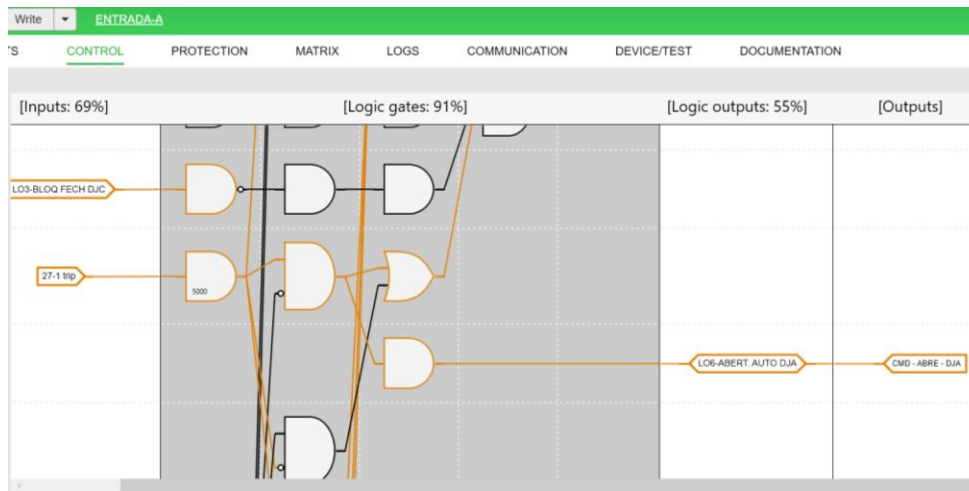 Write ENTRADA-A
TS CONTROL PROTECTION MATRIX LOGS COMMUNICATION DEVICE/TEST DOCUMENTATION
[Inputs: 69%] [Logic gates: 91%] [Logic outputs: 55%] [Outputs]
LO3-BLOQ FECH DJC
27-1 trip
5000
LO6-ABERT. AUTO DJA CMD - ABRE - DJA